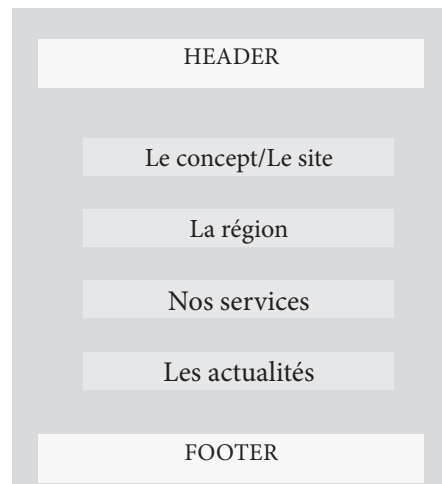 HEADER
Le concept/Le site
La région
Nos services
Les actualités
FOOTER